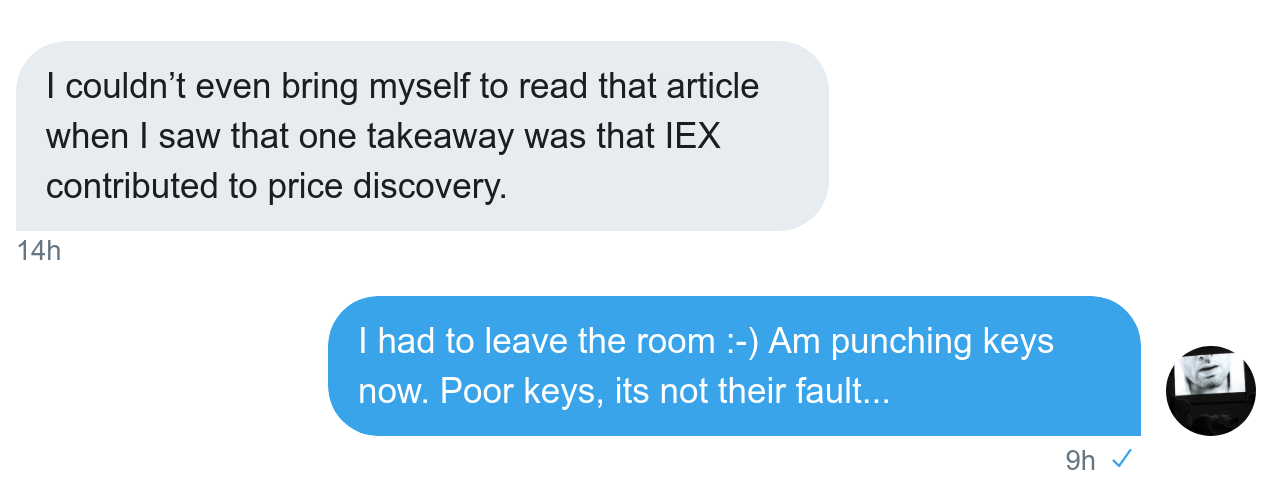 I couldn’t even bring myself to read that article
when I saw that one takeaway was that IEX
contributed to price discovery.
14h
I had to leave the room :-) Am punching keys
now. Poor keys, its not their fault...
9h ✓